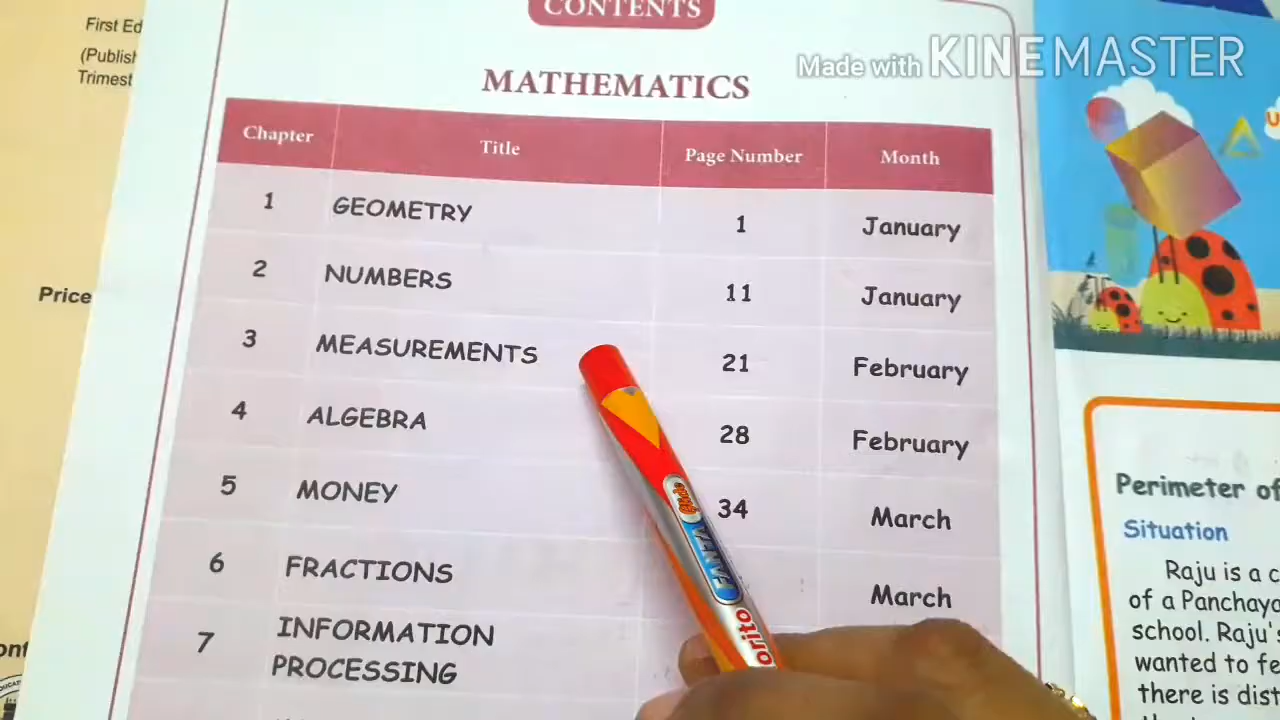 CONTENTS
Made with KINEMASTER
First Ed
(Publish
Trimest
Price
MATHEMATICS
Chapter Title Page Number Month
1 GEOMETRY 1 January
2 NUMBERS 11 January
3 MEASUREMENTS 21 February
4 ALGEBRA 28 February
5 MONEY 34 March
6 FRACTIONS March
7 INFORMATION
PROCESSING
Perimeter of
Situation
Raju is a c
of a Panchaya
school. Raju's
wanted to fe
there is dist